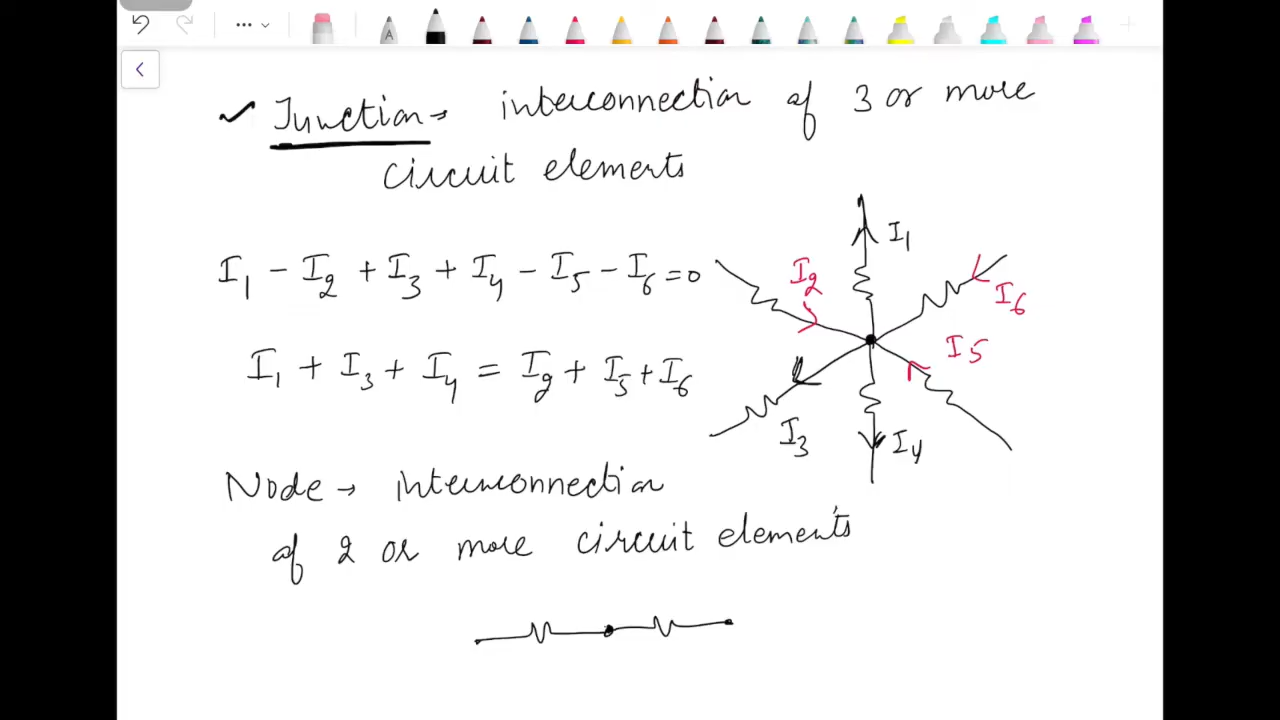 Junction → interconnection of 3 or more
circuit elements
I₁ - I₂ + I₃ + I₄ - I₅ - I₆ = 0
I₁ + I₃ + I₄ = I₂ + I₅ + I₆
I₁
I₂
I₆
I₅
I₃
I₄
Node → interconnection
of 2 or more circuit elements
A